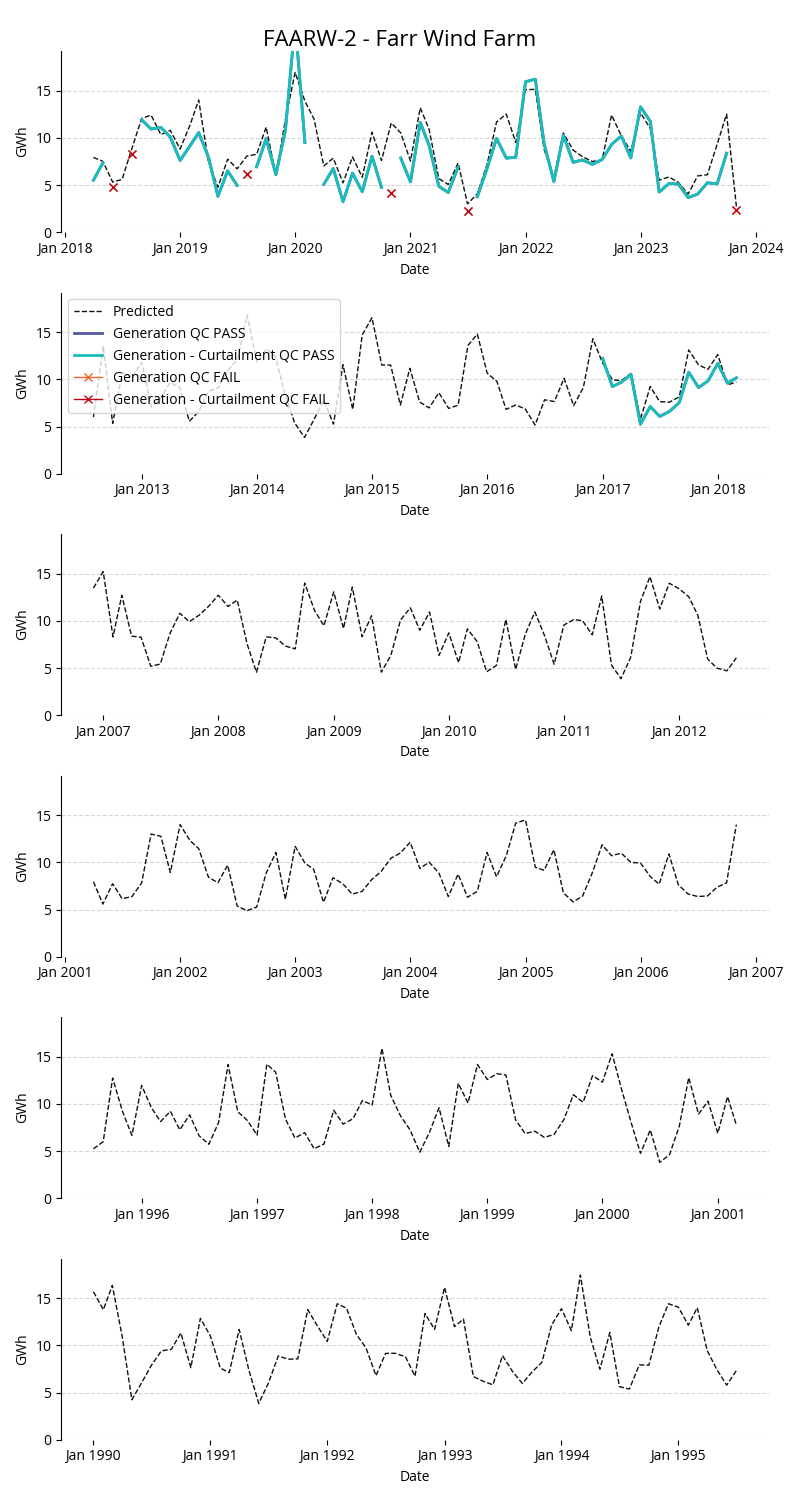 FAARW-2 - Farr Wind Farm
15
10
5
0
GWh
Jan 2018
Jan 2019
Jan 2020
Jan 2021
Jan 2022
Jan 2023
Jan 2024
Date
Predicted
Generation QC PASS
Generation - Curtailment QC PASS
Generation QC FAIL
Generation - Curtailment QC FAIL
15
10
5
0
GWh
Jan 2013
Jan 2014
Jan 2015
Jan 2016
Jan 2017
Jan 2018
Date
15
10
5
0
GWh
Jan 2007
Jan 2008
Jan 2009
Jan 2010
Jan 2011
Jan 2012
Date
15
10
5
0
GWh
Jan 2001
Jan 2002
Jan 2003
Jan 2004
Jan 2005
Jan 2006
Jan 2007
Date
15
10
5
0
GWh
Jan 1996
Jan 1997
Jan 1998
Jan 1999
Jan 2000
Jan 2001
Date
15
10
5
0
GWh
Jan 1990
Jan 1991
Jan 1992
Jan 1993
Jan 1994
Jan 1995
Date